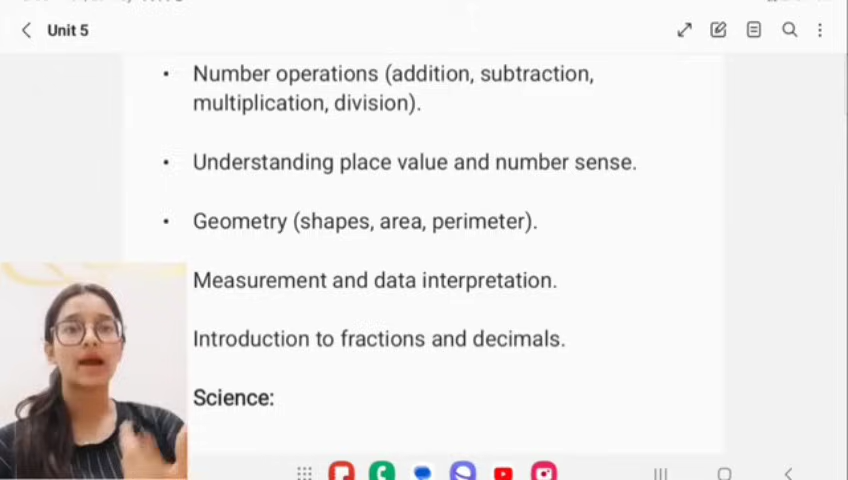 Unit 5
Number operations (addition, subtraction,
multiplication, division).
Understanding place value and number sense.
Geometry (shapes, area, perimeter).
Measurement and data interpretation.
Introduction to fractions and decimals.
Science: